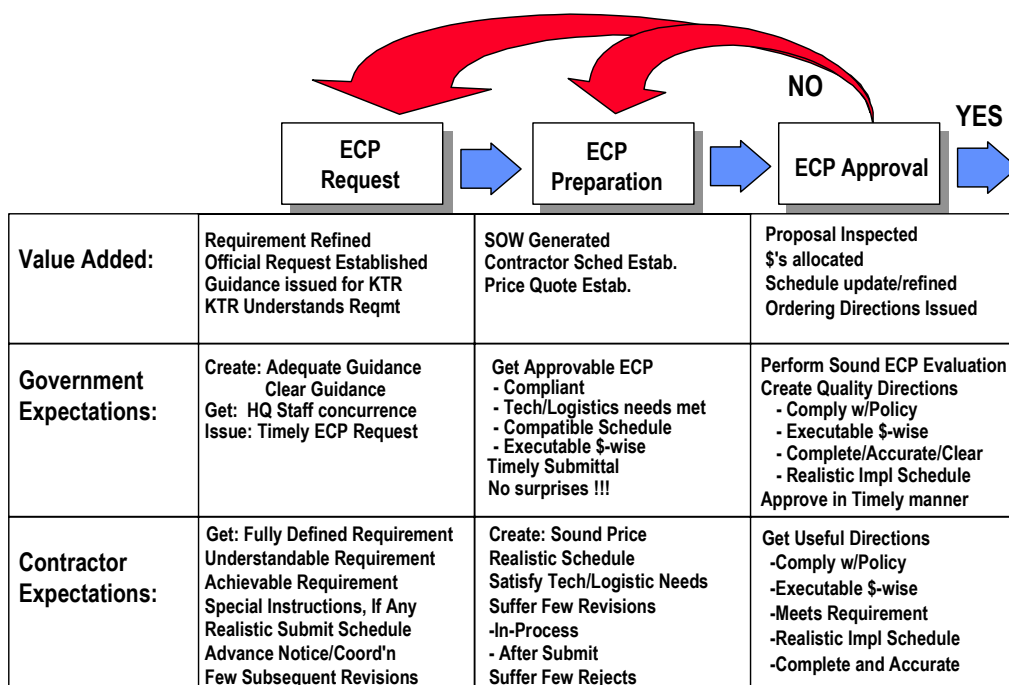 NO
YES
ECP
Request
ECP
Preparation
ECP Approval
Value Added:
Requirement Refined
Official Request Established
Guidance issued for KTR
KTR Understands Reqmt
SOW Generated
Contractor Sched Estab.
Price Quote Estab.
Proposal Inspected
$'s allocated
Schedule update/refined
Ordering Directions Issued
Government
Expectations:
Create: Adequate Guidance
Clear Guidance
Get: HQ Staff concurrence
Issue: Timely ECP Request
Get Approvable ECP
- Compliant
- Tech/Logistics needs met
- Compatible Schedule
- Executable $-wise
Timely Submittal
No surprises !!!
Perform Sound ECP Evaluation
Create Quality Directions
- Comply w/Policy
- Executable $-wise
- Complete/Accurate/Clear
- Realistic Impl Schedule
Approve in Timely manner
Contractor
Expectations:
Get: Fully Defined Requirement
Understandable Requirement
Achievable Requirement
Special Instructions, If Any
Realistic Submit Schedule
Advance Notice/Coord'n
Few Subsequent Revisions
Create: Sound Price
Realistic Schedule
Satisfy Tech/Logistic Needs
Suffer Few Revisions
-In-Process
- After Submit
Suffer Few Rejects
Get Useful Directions
-Comply w/Policy
-Executable $-wise
-Meets Requirement
-Realistic Impl Schedule
-Complete and Accurate